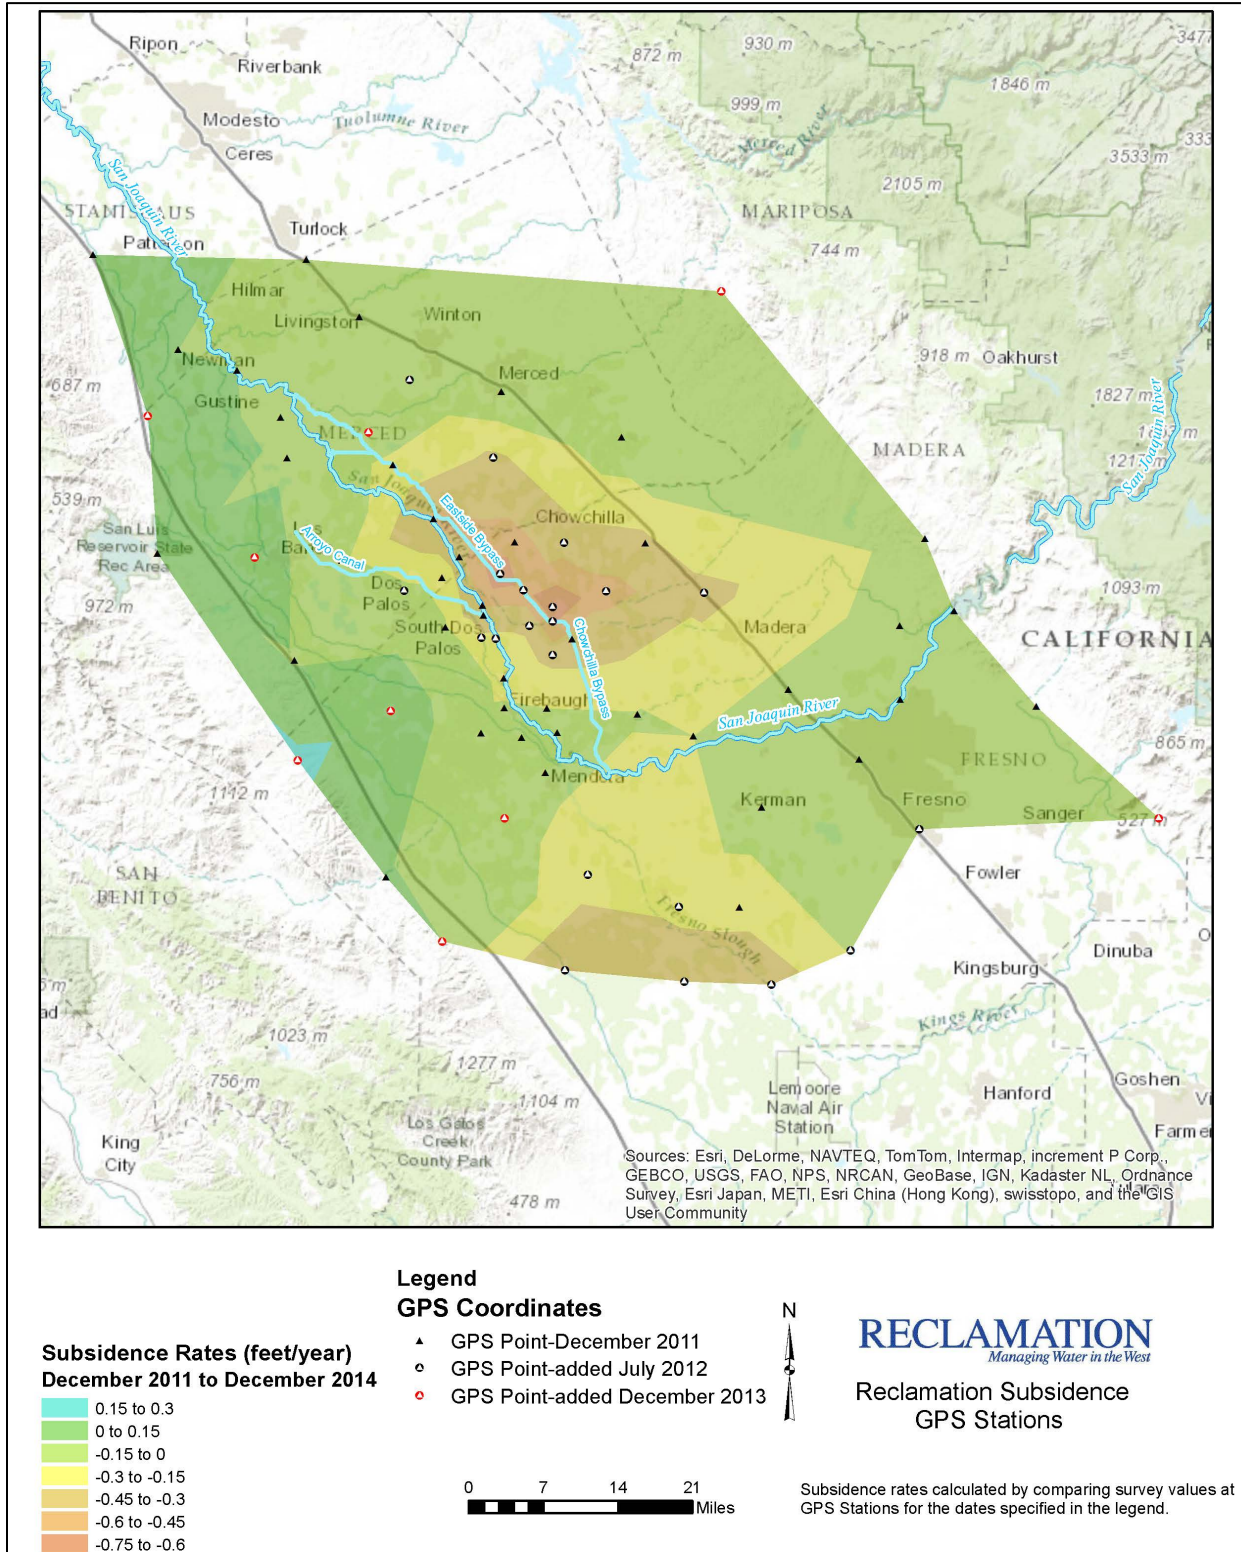 Ripon
Riverbank
872 m
930 m
1846 m
999 m
Modesto
Tuolumne River
Merced River
Ceres
3533 m
2105 m
San Joaquin River
STANISLAUS
MARIPOSA
Turlock
Patterson
744 m
Hilmar
Livingston
Winton
Newman
918 m
Oakhurst
687 m
Merced
Gustine
1827 m
San Joaquin River
MERCED
MADERA
San Joaquin River
539 m
Eastside Bypass
Chowchilla
San Luis
Reservoir State
Rec Area
Arroyo Canal
Dos
Palos
1093 m
972 m
South Dos
Palos
Chowchilla Bypass
Madera
CALIFORNIA
Firebaugh
San Joaquin River
865 m
FRESNO
Mendota
1112 m
Kerman
Fresno
Sanger
527 m
SAN
BENITO
Fowler
Fresno Slough
Dinuba
Kingsburg
Kings River
1023 m
1277 m
756 m
1104 m
Lemoore
Naval Air
Station
Hanford
Goshen
Los Gatos
Creek
County Park
King
City
478 m
Sources: Esri, DeLorme, NAVTEQ, TomTom, Intermap, increment P Corp.,
GEBCO, USGS, FAO, NPS, NRCAN, GeoBase, IGN, Kadaster NL, Ordnance
Survey, Esri Japan, METI, Esri China (Hong Kong), swisstopo, and the GIS
User Community
Legend
GPS Coordinates
GPS Point-December 2011
GPS Point-added July 2012
GPS Point-added December 2013
N
RECLAMATION
Managing Water in the West
Reclamation Subsidence
GPS Stations
Subsidence Rates (feet/year)
December 2011 to December 2014
0.15 to 0.3
0 to 0.15
-0.15 to 0
-0.3 to -0.15
-0.45 to -0.3
-0.6 to -0.45
-0.75 to -0.6
0 7 14 21
Miles
Subsidence rates calculated by comparing survey values at
GPS Stations for the dates specified in the legend.